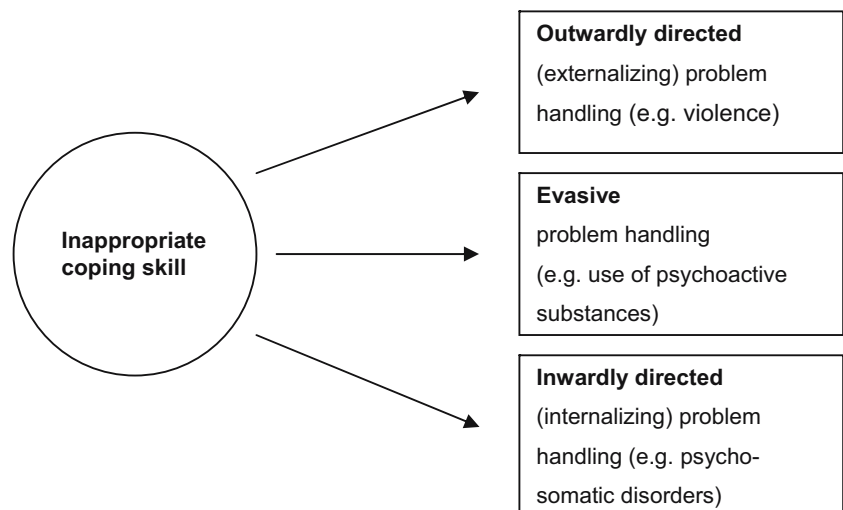 Outwardly directed
(externalizing) problem
handling (e.g. violence)
Inappropriate
coping skill
Evasive
problem handling
(e.g. use of psychoactive
substances)
Inwardly directed
(internalizing) problem
handling (e.g. psycho-
somatic disorders)